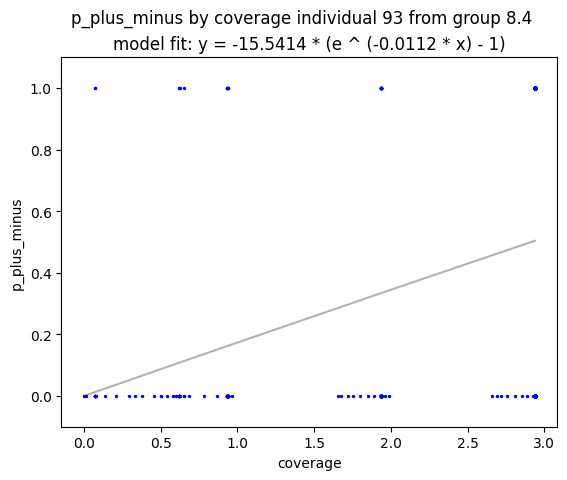 p_plus_minus by coverage individual 93 from group 8.4
model fit: y = -15.5414 * (e ^ (-0.0112 * x) - 1)
1.0
0.8
0.6
0.4
0.2
0.0
p_plus_minus
0.0 0.5 1.0 1.5 2.0 2.5 3.0
coverage